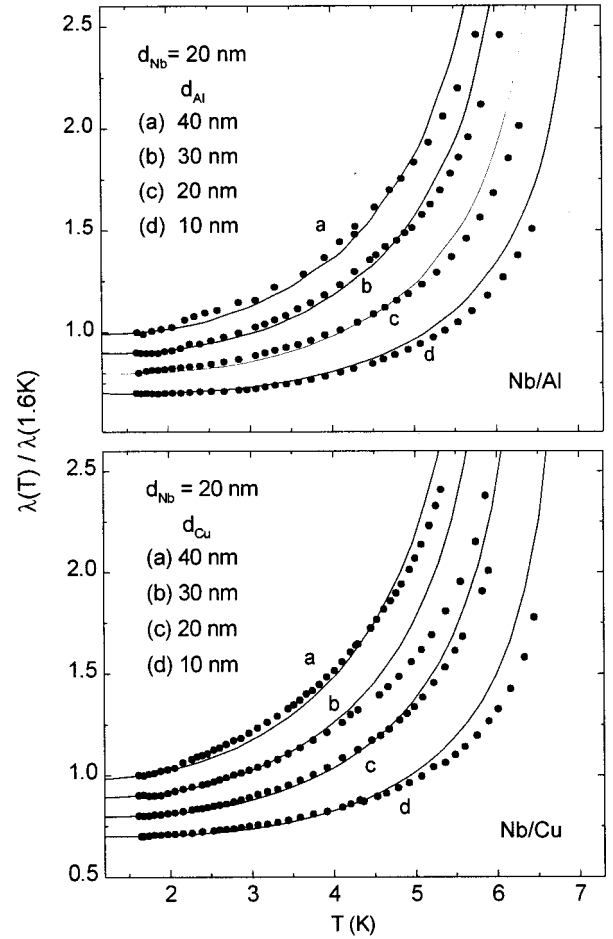 2.5
2.0
1.5
1.0
d_Nb = 20 nm
d_Al
(a) 40 nm
(b) 30 nm
(c) 20 nm
(d) 10 nm
a
b
c
d
Nb/Al
λ(T) / λ(1.6K)
2.5
2.0
1.5
1.0
0.5
d_Nb = 20 nm
d_Cu
(a) 40 nm
(b) 30 nm
(c) 20 nm
(d) 10 nm
a
b
c
d
Nb/Cu
2 3 4 5 6 7
T (K)